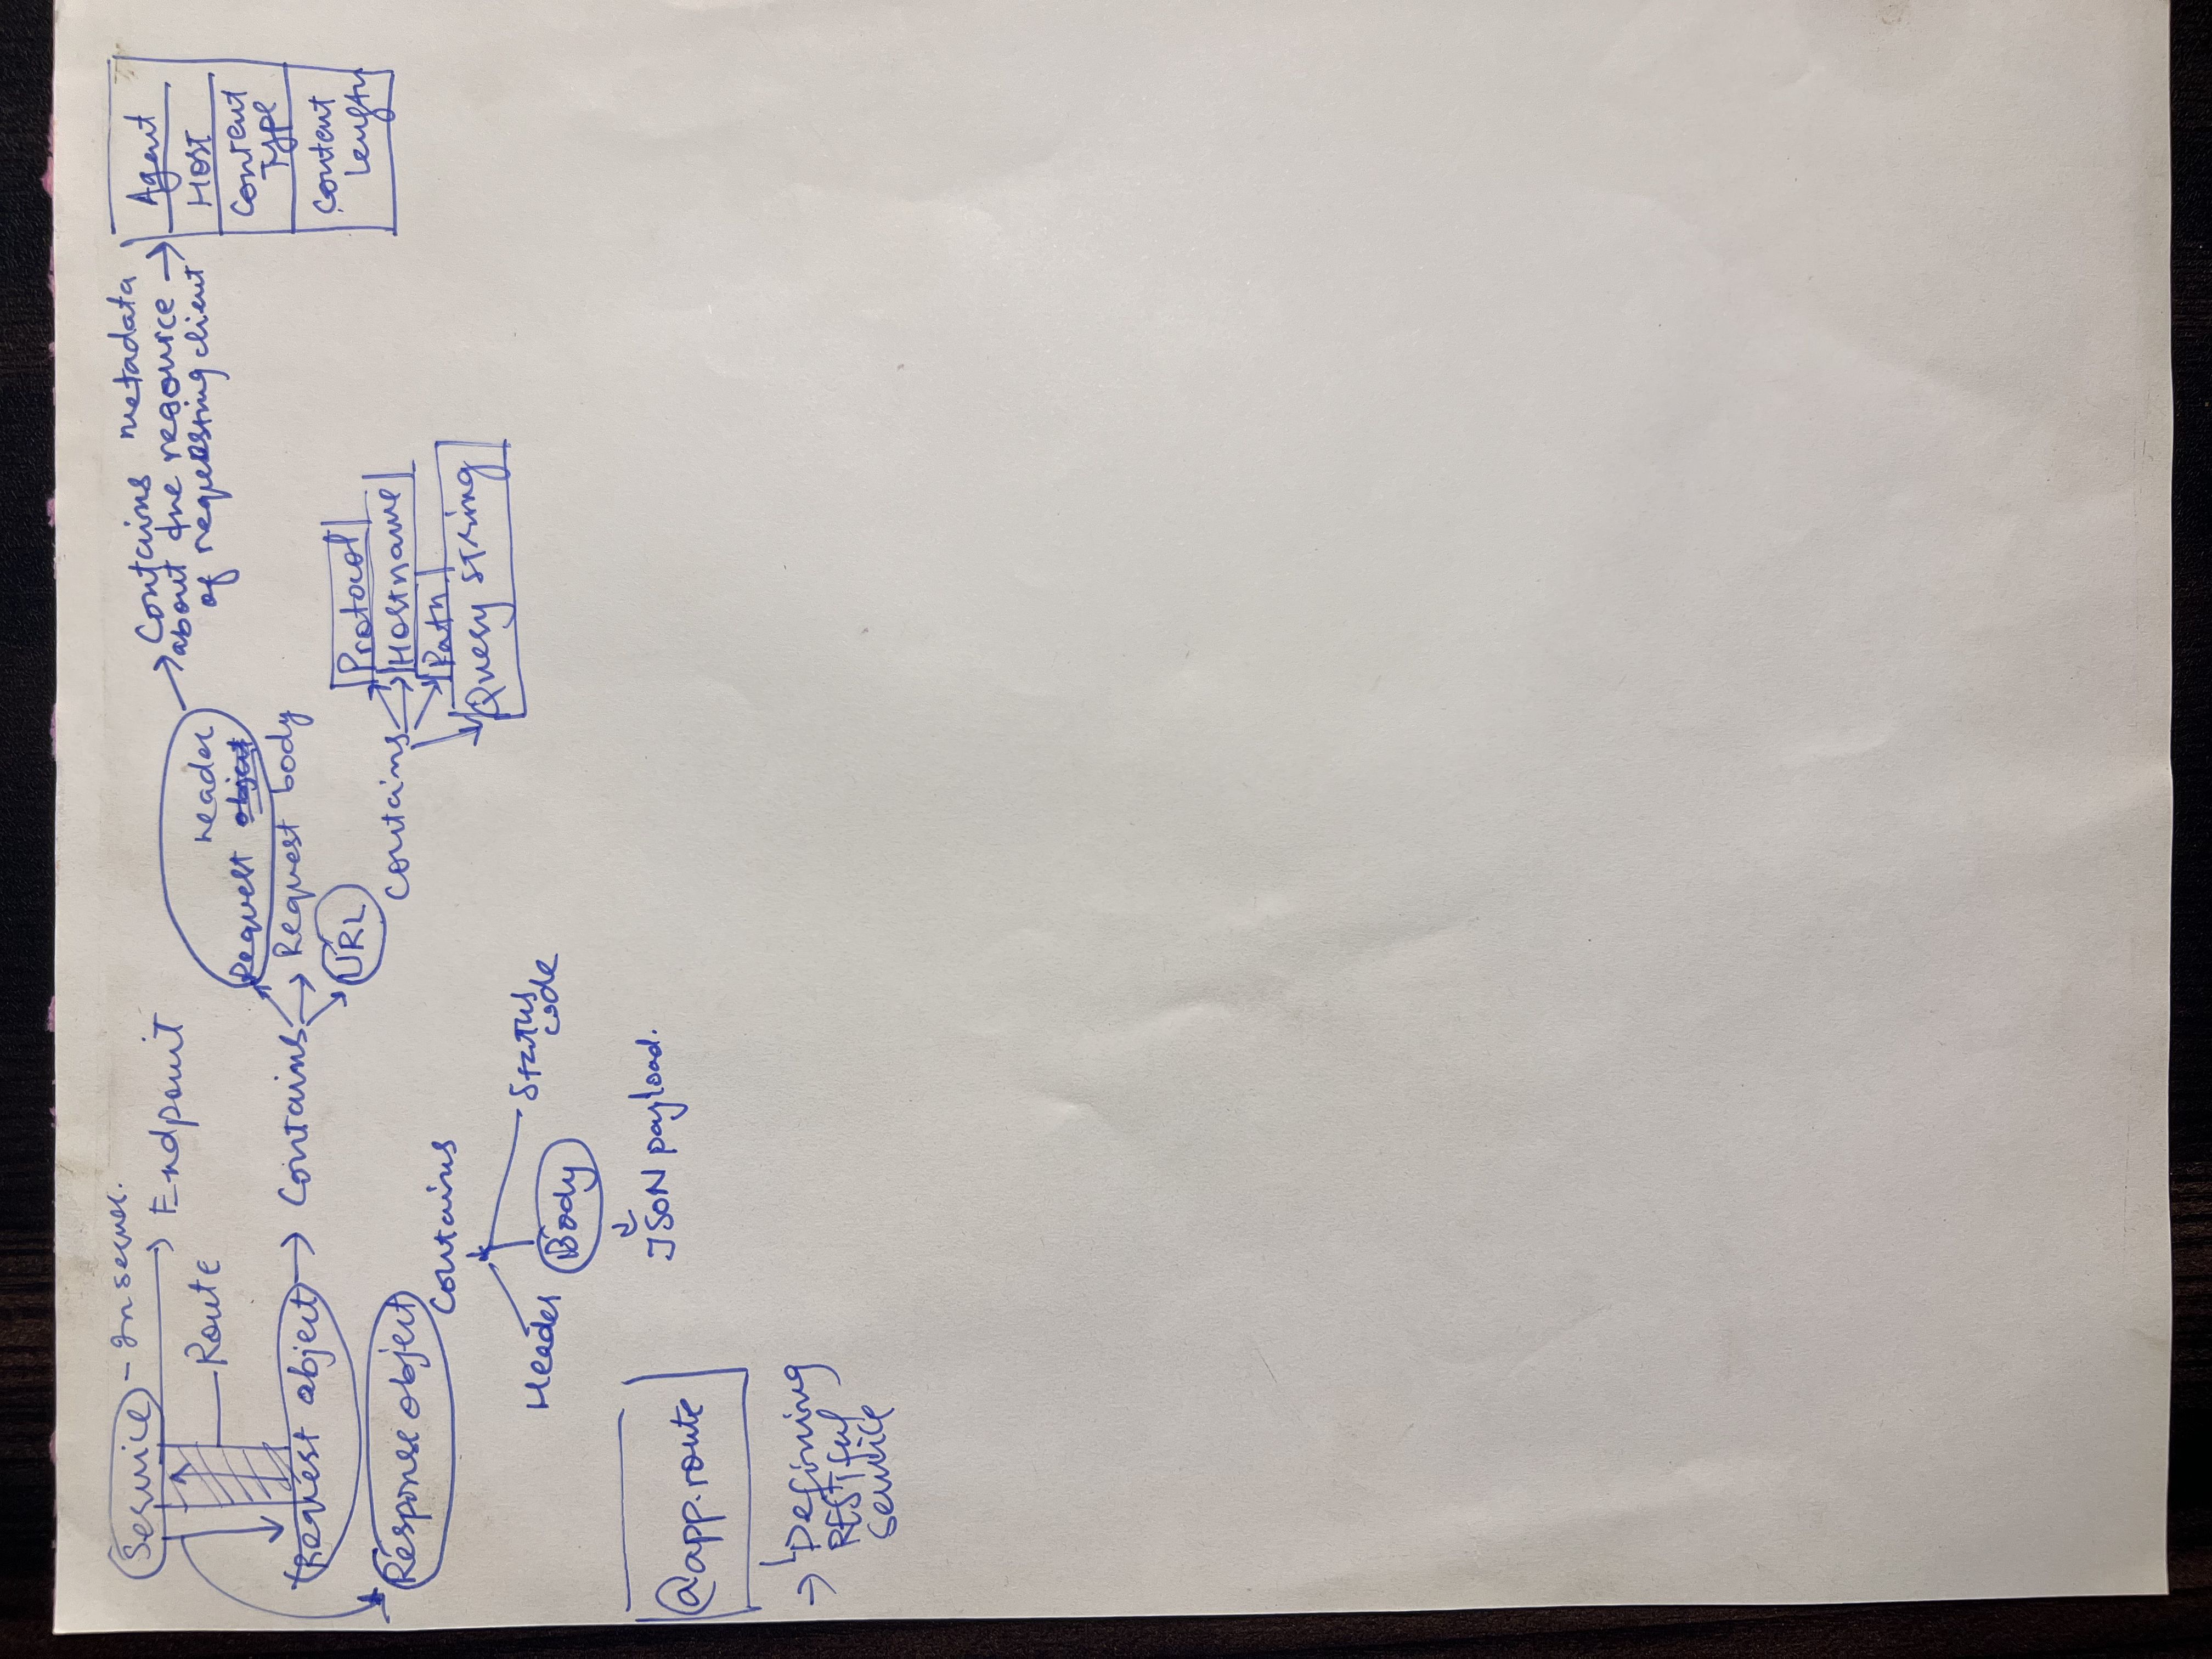 Service - In server.
→ Endpoint
Route
Request object → Contains
Request header
object
Request body
URL
→ Contains metadata
about the resource →
of requesting client
Agent
Host
Content
Type
Content
Length
Contains
Protocol
Hostname
Path
Query string
Response object
Contains
Header
Body
Status
code
JSON payload.
@app.route
→ Defining
RESTful
Service